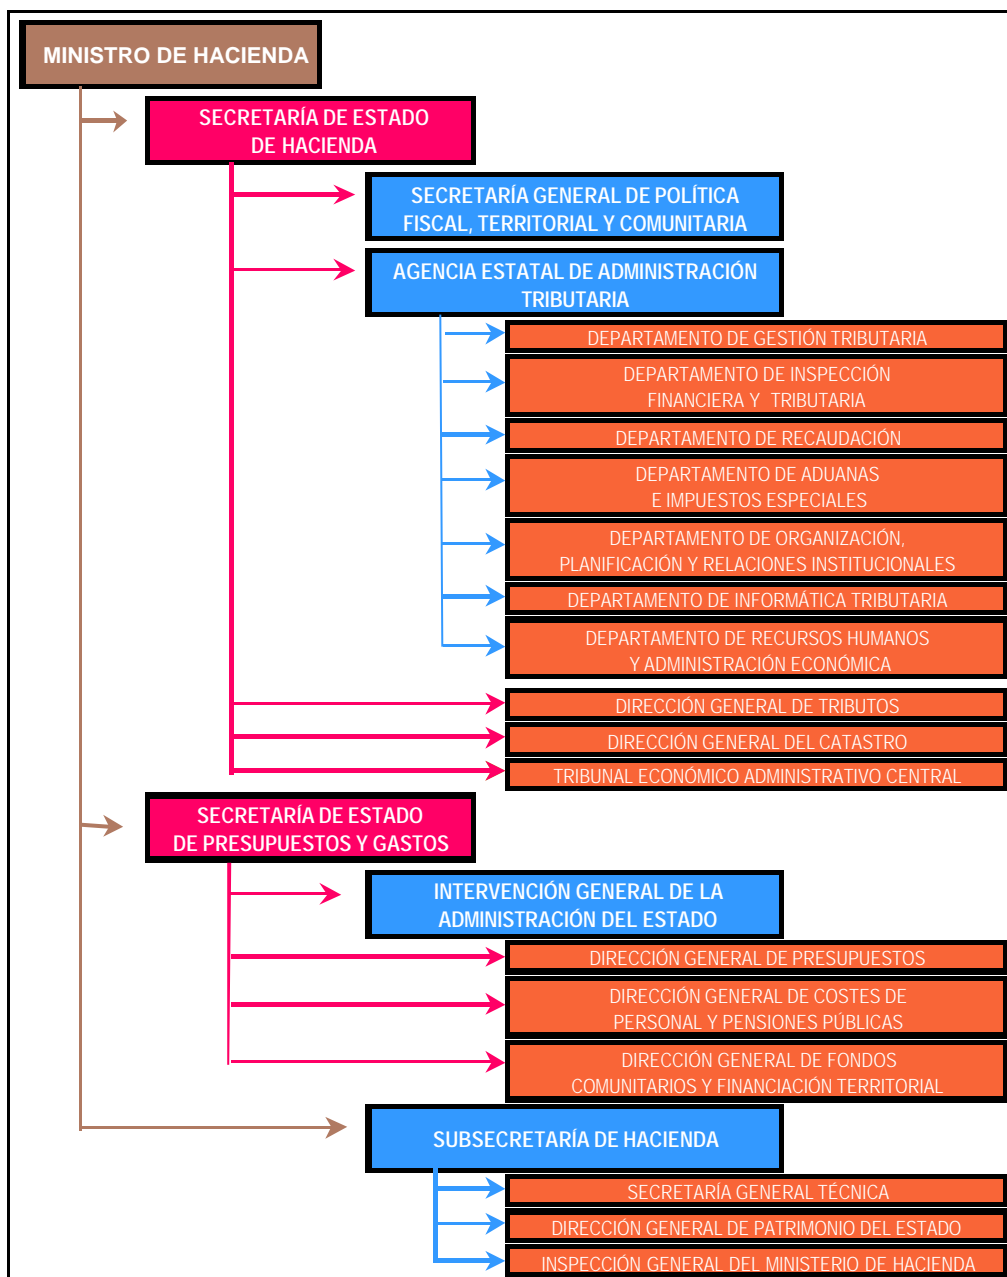 MINISTRO DE HACIENDA
SECRETARÍA DE ESTADO
DE HACIENDA
SECRETARÍA GENERAL DE POLÍTICA
FISCAL, TERRITORIAL Y COMUNITARIA
AGENCIA ESTATAL DE ADMINISTRACIÓN
TRIBUTARIA
DEPARTAMENTO DE GESTIÓN TRIBUTARIA
DEPARTAMENTO DE INSPECCIÓN
FINANCIERA Y TRIBUTARIA
DEPARTAMENTO DE RECAUDACIÓN
DEPARTAMENTO DE ADUANAS
E IMPUESTOS ESPECIALES
DEPARTAMENTO DE ORGANIZACIÓN,
PLANIFICACIÓN Y RELACIONES INSTITUCIONALES
DEPARTAMENTO DE INFORMÁTICA TRIBUTARIA
DEPARTAMENTO DE RECURSOS HUMANOS
Y ADMINISTRACIÓN ECONÓMICA
DIRECCIÓN GENERAL DE TRIBUTOS
DIRECCIÓN GENERAL DEL CATASTRO
TRIBUNAL ECONÓMICO ADMINISTRATIVO CENTRAL
SECRETARÍA DE ESTADO
DE PRESUPUESTOS Y GASTOS
INTERVENCIÓN GENERAL DE LA
ADMINISTRACIÓN DEL ESTADO
DIRECCIÓN GENERAL DE PRESUPUESTOS
DIRECCIÓN GENERAL DE COSTES DE
PERSONAL Y PENSIONES PÚBLICAS
DIRECCIÓN GENERAL DE FONDOS
COMUNITARIOS Y FINANCIACIÓN TERRITORIAL
SUBSECRETARÍA DE HACIENDA
SECRETARÍA GENERAL TÉCNICA
DIRECCIÓN GENERAL DE PATRIMONIO DEL ESTADO
INSPECCIÓN GENERAL DEL MINISTERIO DE HACIENDA